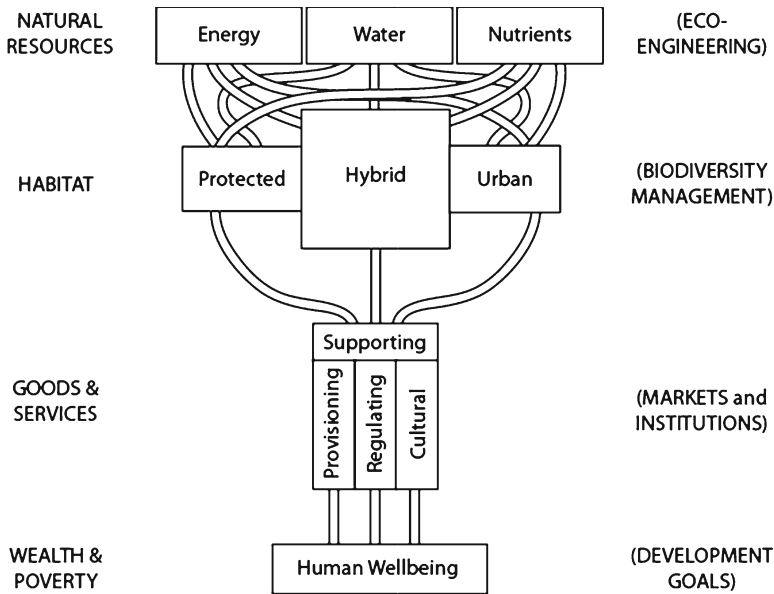 NATURAL
RESOURCES
Energy
Water
Nutrients
(ECO-
ENGINEERING)
HABITAT
Protected
Hybrid
Urban
(BIODIVERSITY
MANAGEMENT)
Supporting
GOODS &
SERVICES
Provisioning
Regulating
Cultural
(MARKETS and
INSTITUTIONS)
WEALTH &
POVERTY
Human Wellbeing
(DEVELOPMENT
GOALS)